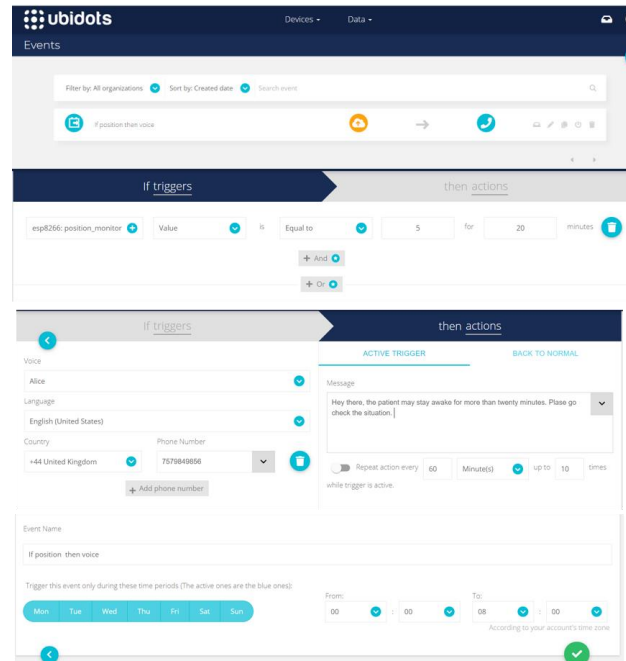 ubidots Devices Data
Events
Filter by: All organizations Sort by: Created date Search event
If position then voice
If triggers then actions
esp8266: position_monitor Value is Equal to 5 for 20 minutes
+ And
+ Or
If triggers then actions
ACTIVE TRIGGER BACK TO NORMAL
Voice
Alice
Language
English (United States)
Country Phone Number
+44 United Kingdom 7579849856
+ Add phone number
Message
Hey there, the patient may stay awake for more than twenty minutes. Plase go
check the situation.
Repeat action every 60 Minute(s) up to 10 times
while trigger is active.
Event Name
If position then voice
Trigger this event only during these time periods (The active ones are the blue ones):
Mon Tue Wed Thu Fri Sat Sun
From: To:
00 : 00 08 : 00
According to your account's time zone